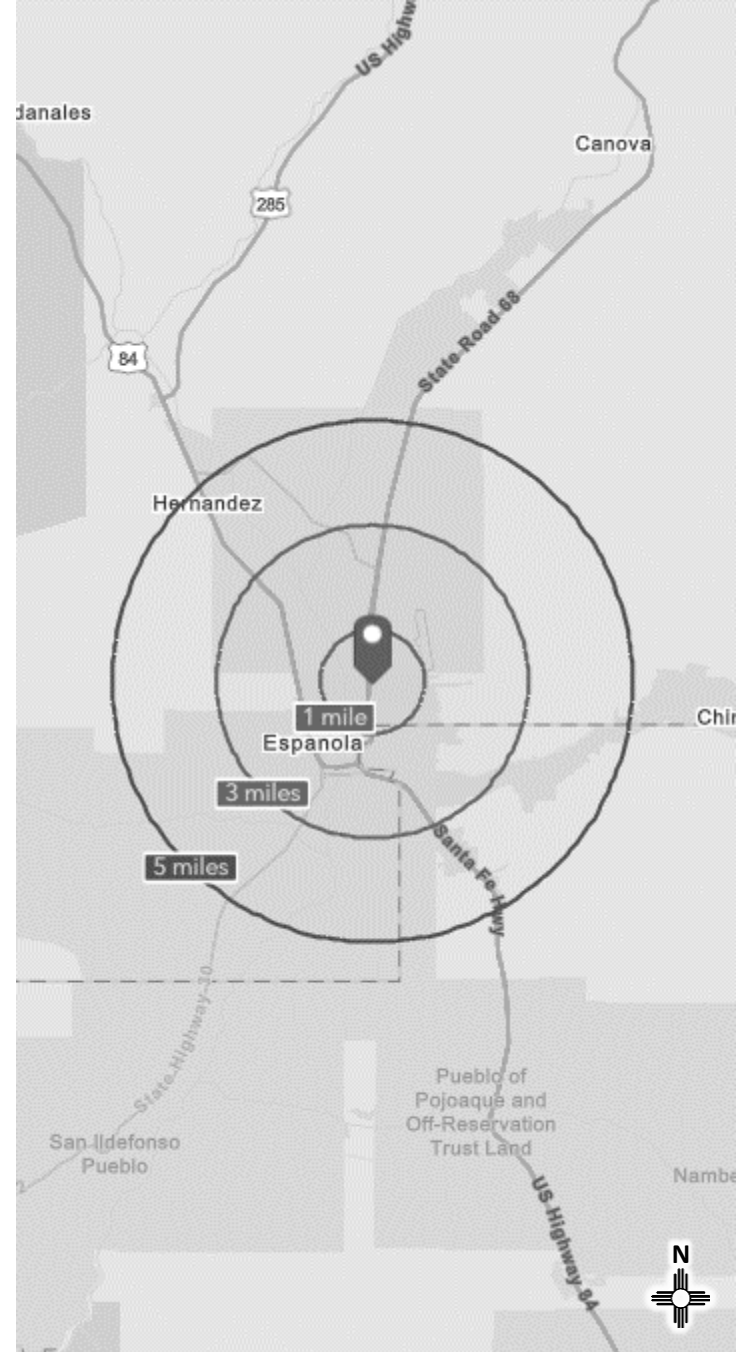 US Highw
danales
Canova
285
State Road 68
84
Hernandez
1 mile
Chir
Espanola
3 miles
Santa Fe Hwy
5 miles
State Highway 30
Pueblo of
Pojoaque and
Off-Reservation
Trust Land
San Ildefonso
Pueblo
Nambe
US Highway 84
N